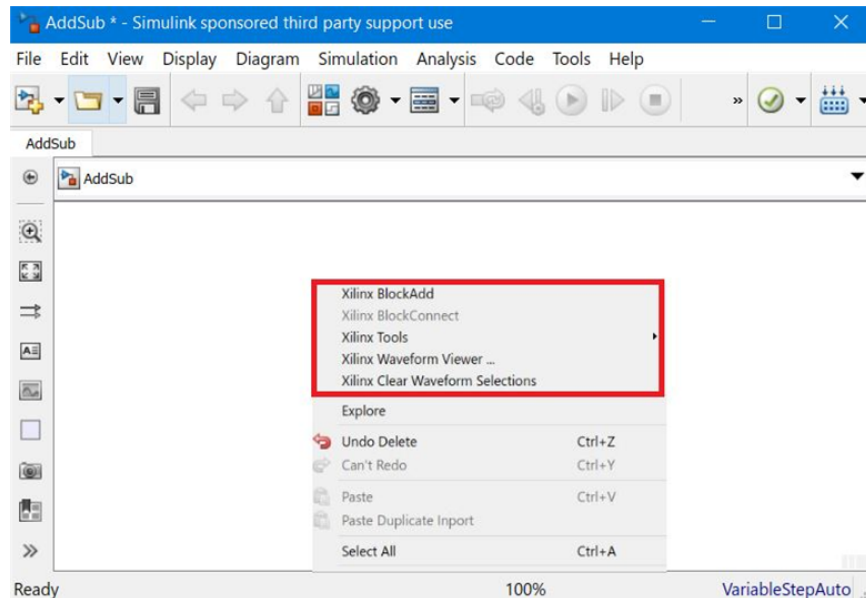 AddSub * - Simulink sponsored third party support use
File Edit View Display Diagram Simulation Analysis Code Tools Help
AddSub
AddSub
Xilinx BlockAdd
Xilinx BlockConnect
Xilinx Tools
Xilinx Waveform Viewer ...
Xilinx Clear Waveform Selections
Explore
Undo Delete Ctrl+Z
Can't Redo Ctrl+Y
Paste Ctrl+V
Paste Duplicate Inport
Select All Ctrl+A
Ready 100% VariableStepAuto